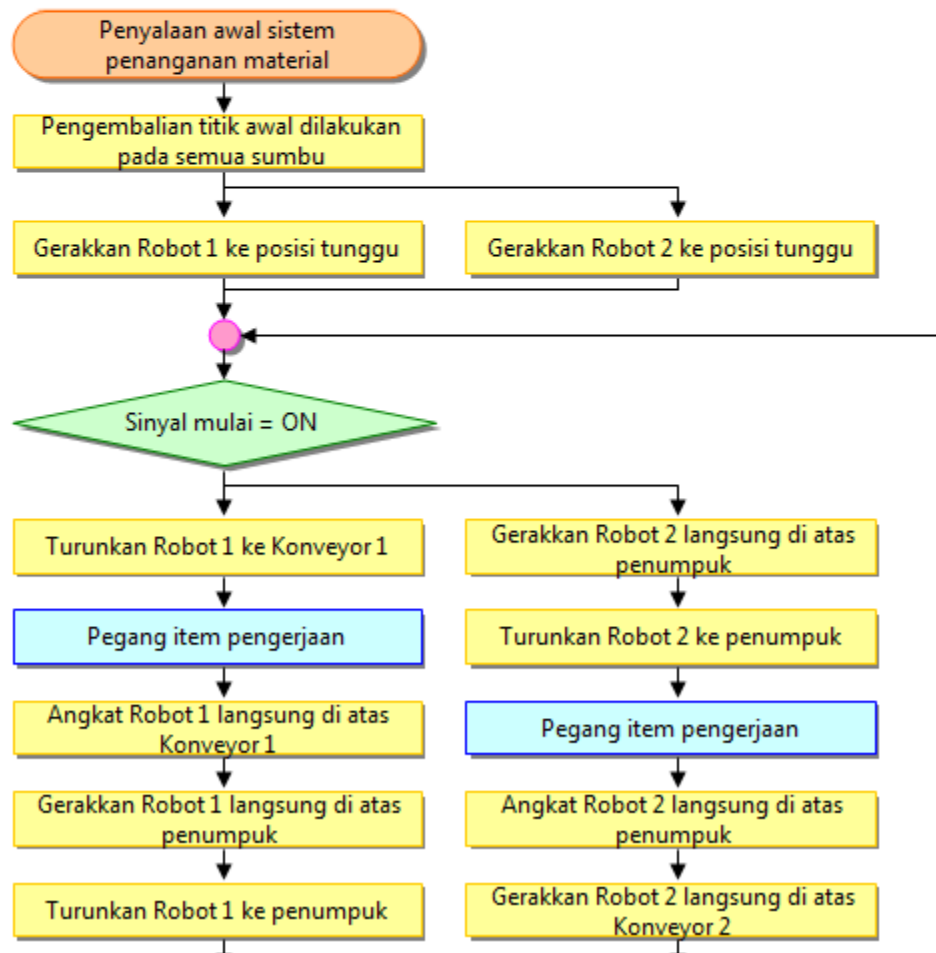 Penyalaan awal sistem
penanganan material
Pengembalian titik awal dilakukan
pada semua sumbu
Gerakkan Robot 1 ke posisi tunggu
Gerakkan Robot 2 ke posisi tunggu
Sinyal mulai = ON
Turunkan Robot 1 ke Konveyor 1
Gerakkan Robot 2 langsung di atas
penumpuk
Pegang item pengerjaan
Turunkan Robot 2 ke penumpuk
Angkat Robot 1 langsung di atas
Konveyor 1
Pegang item pengerjaan
Gerakkan Robot 1 langsung di atas
penumpuk
Angkat Robot 2 langsung di atas
penumpuk
Turunkan Robot 1 ke penumpuk
Gerakkan Robot 2 langsung di atas
Konveyor 2